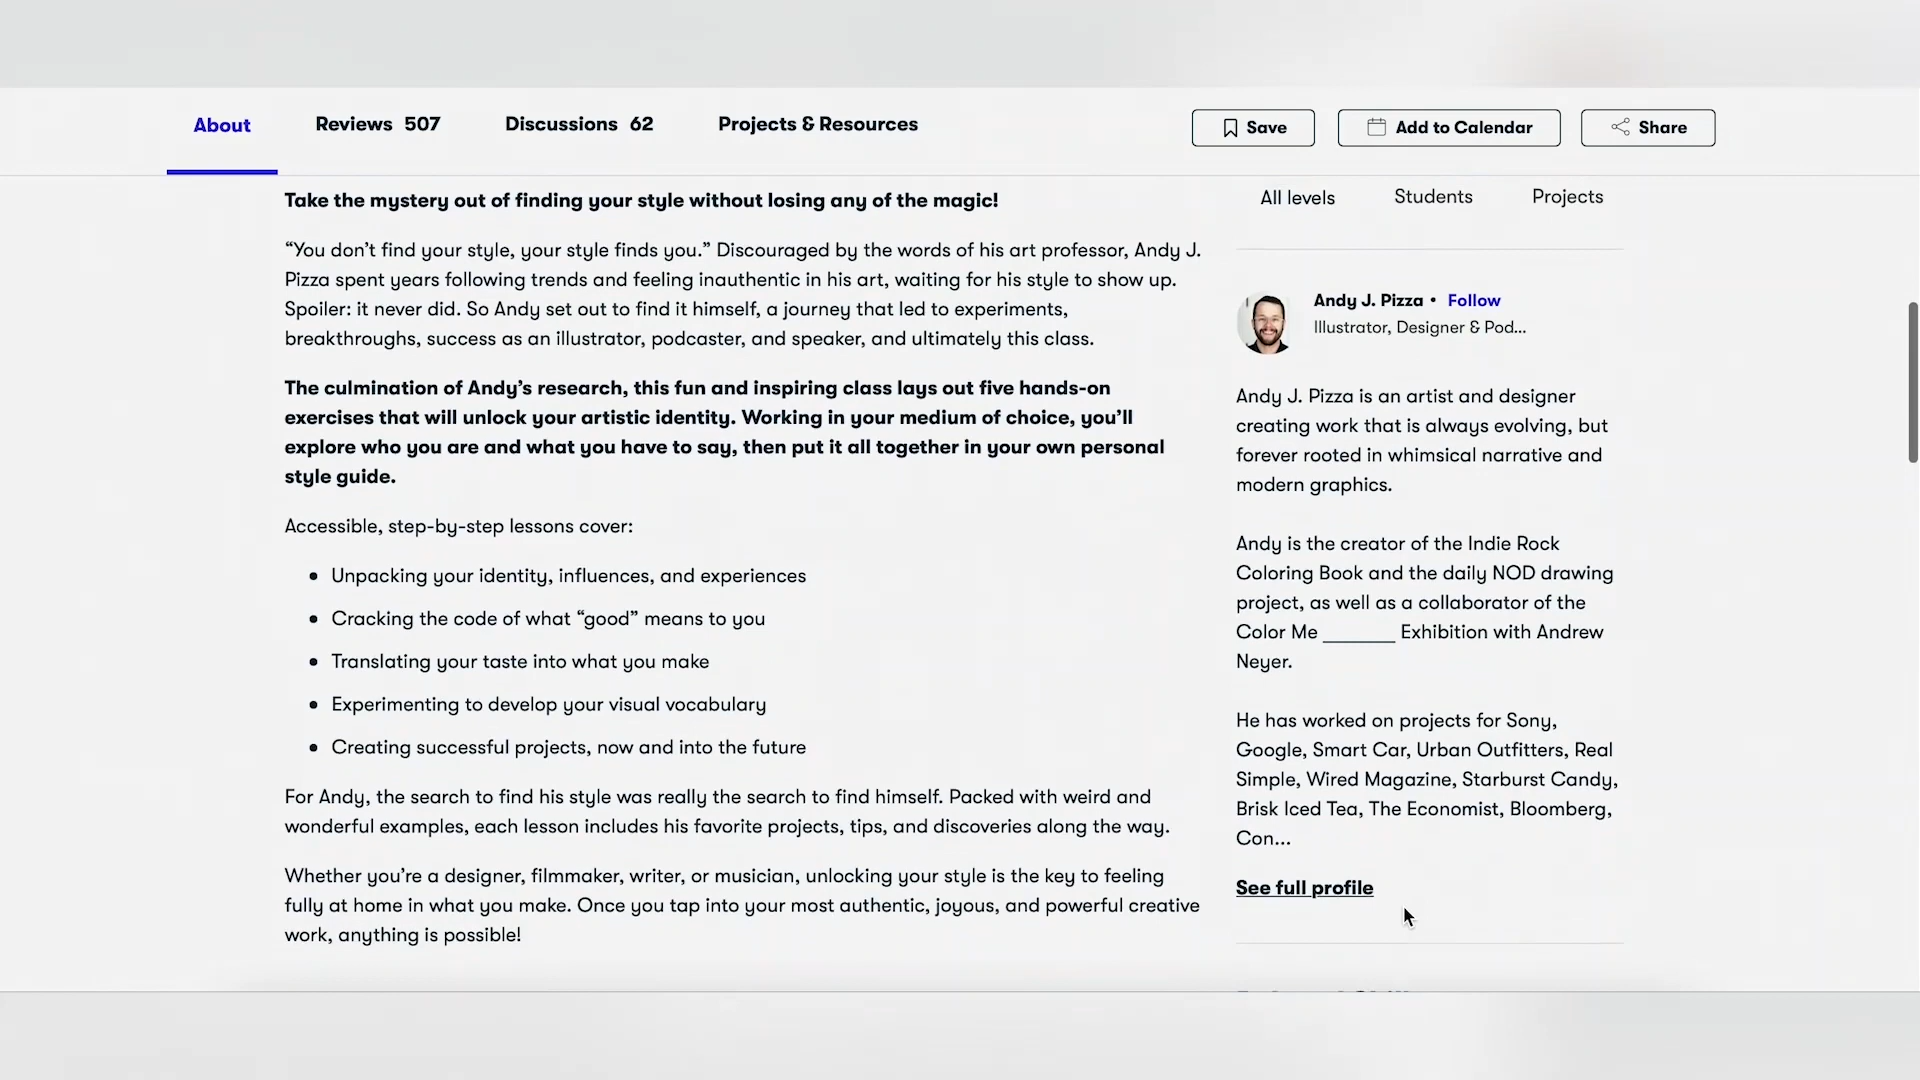 About
Reviews 507
Discussions 62
Projects & Resources
Save
Add to Calendar
Share
Take the mystery out of finding your style without losing any of the magic!
“You don’t find your style, your style finds you.” Discouraged by the words of his art professor, Andy J.
Pizza spent years following trends and feeling inauthentic in his art, waiting for his style to show up.
Spoiler: it never did. So Andy set out to find it himself, a journey that led to experiments,
breakthroughs, success as an illustrator, podcaster, and speaker, and ultimately this class.
The culmination of Andy’s research, this fun and inspiring class lays out five hands-on
exercises that will unlock your artistic identity. Working in your medium of choice, you’ll
explore who you are and what you have to say, then put it all together in your own personal
style guide.
Accessible, step-by-step lessons cover:
• Unpacking your identity, influences, and experiences
• Cracking the code of what “good” means to you
• Translating your taste into what you make
• Experimenting to develop your visual vocabulary
• Creating successful projects, now and into the future
For Andy, the search to find his style was really the search to find himself. Packed with weird and
wonderful examples, each lesson includes his favorite projects, tips, and discoveries along the way.
Whether you’re a designer, filmmaker, writer, or musician, unlocking your style is the key to feeling
fully at home in what you make. Once you tap into your most authentic, joyous, and powerful creative
work, anything is possible!
All levels
Students
Projects
Andy J. Pizza • Follow
Illustrator, Designer & Pod...
Andy J. Pizza is an artist and designer
creating work that is always evolving, but
forever rooted in whimsical narrative and
modern graphics.
Andy is the creator of the Indie Rock
Coloring Book and the daily NOD drawing
project, as well as a collaborator of the
Color Me _______ Exhibition with Andrew
Neyer.
He has worked on projects for Sony,
Google, Smart Car, Urban Outfitters, Real
Simple, Wired Magazine, Starburst Candy,
Brisk Iced Tea, The Economist, Bloomberg,
Con...
See full profile